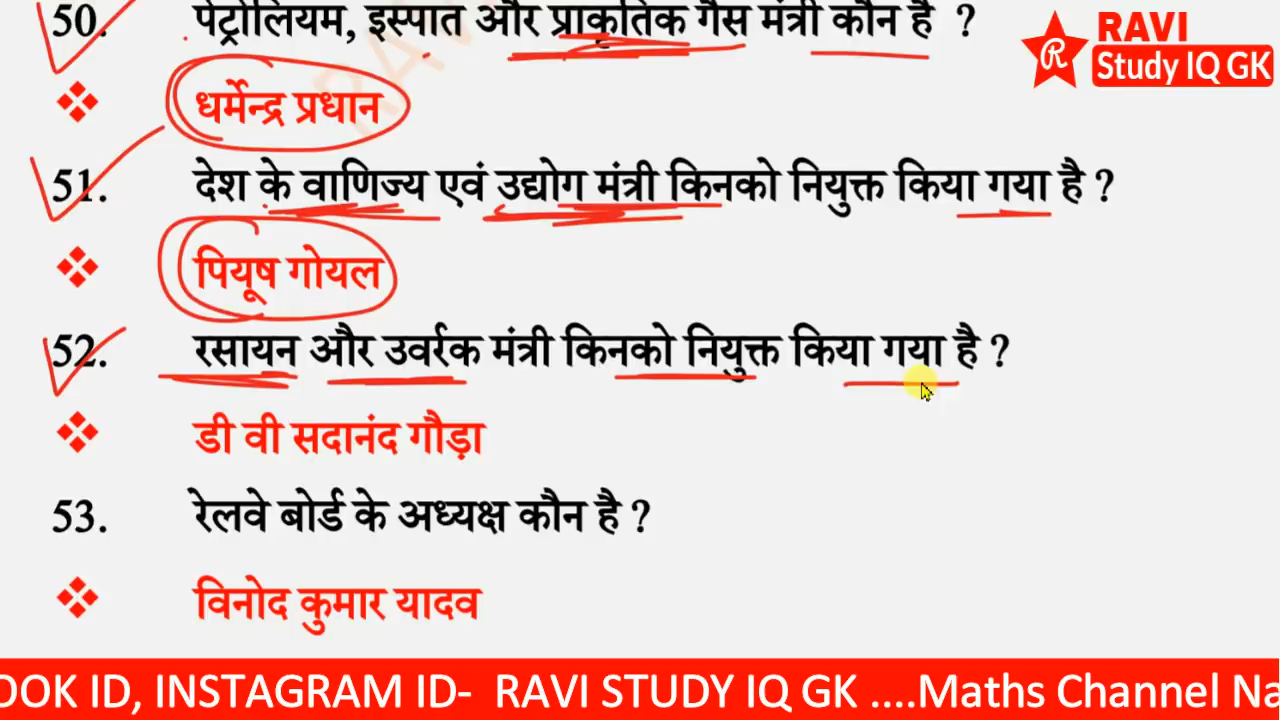 50. पेट्रोलियम, इस्पात और प्राकृतिक गैस मंत्री कौन है ?
RAVI
Study IQ GK
R
❖ धर्मेन्द्र प्रधान
51. देश के वाणिज्य एवं उद्योग मंत्री किनको नियुक्त किया गया है ?
❖ पियूष गोयल
52. रसायन और उवर्रक मंत्री किनको नियुक्त किया गया है ?
❖ डी वी सदानंद गौड़ा
53. रेलवे बोर्ड के अध्यक्ष कौन है ?
❖ विनोद कुमार यादव
OOK ID, INSTAGRAM ID- RAVI STUDY IQ GK ....Maths Channel Na